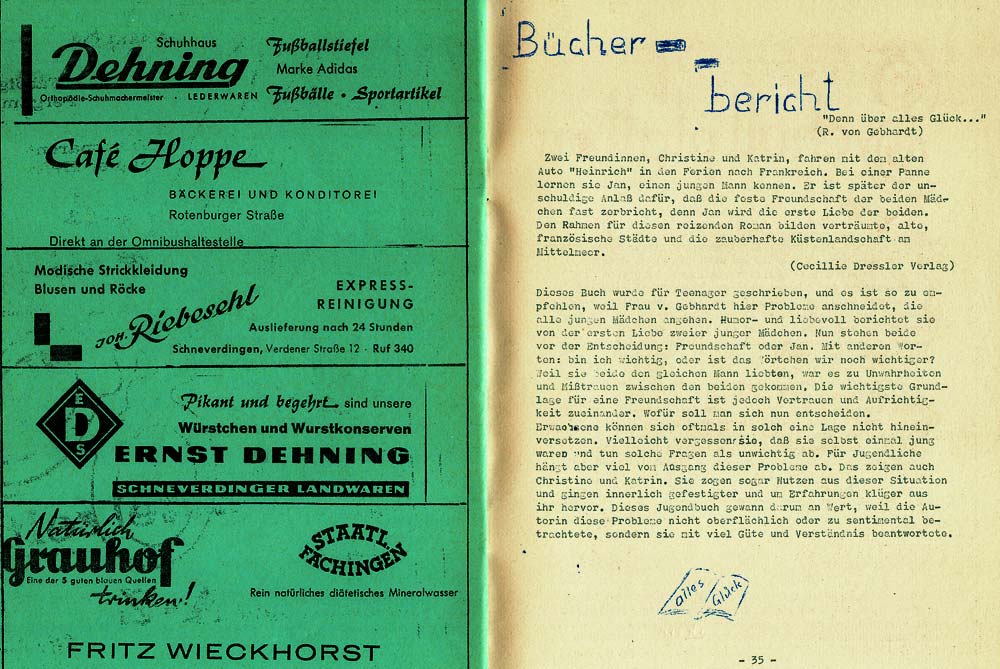 Schuhhaus
Dehning
Orthopädie-Schuhmachermeister · LEDERWAREN
Fußballstiefel
Marke Adidas
Fußbälle · Sportartikel
Café Hoppe
BÄCKEREI UND KONDITOREI
Rotenburger Straße
Direkt an der Omnibushaltestelle
Modische Strickkleidung
Blusen und Röcke
JOH. Riebesehl
EXPRESS-
REINIGUNG
Auslieferung nach 24 Stunden
Schneverdingen, Verdener Straße 12 · Ruf 340
E
D
S
Pikant und begehrt sind unsere
Würstchen und Wurstkonserven
ERNST DEHNING
SCHNEVERDINGER LANDWAREN
Natürlich
Grauhof
Eine der 5 guten blauen Quellen
trinken!
STAATL.
FACHINGEN
Rein natürliches diätetisches Mineralwasser
FRITZ WIECKHORST
Bücher-
bericht
"Denn über alles Glück..."
(R. von Gebhardt)
Zwei Freundinnen, Christine und Katrin, fahren mit dem alten
Auto "Heinrich" in den Ferien nach Frankreich. Bei einer Panne
lernen sie Jan, einen jungen Mann kennen. Er ist später der un-
schuldige Anlaß dafür, daß die feste Freundschaft der beiden Mäd-
chen fast zerbricht, denn Jan wird die erste Liebe der beiden.
Den Rahmen für diesen reizenden Roman bilden verträumte, alte,
französische Städte und die zauberhafte Küstenlandschaft am
Mittelmeer.
(Cecillie Dressler Verlag)
Dieses Buch wurde für Teenager geschrieben, und es ist so zu em-
pfehlen, weil Frau v. Gebhardt hier Probleme anschneidet, die
alle jungen Mädchen angehen. Humor- und liebevoll berichtet sie
von der ersten Liebe zweier junger Mädchen. Nun stehen beide
vor der Entscheidung: Freundschaft oder Jan. Mit anderen Wor-
ten: bin ich wichtig, oder ist das Wörtchen wir noch wichtiger?
Weil sie beide den gleichen Mann liebten, war es zu Unwahrheiten
und Mißtrauen zwischen den beiden gekommen. Die wichtigste Grund-
lage für eine Freundschaft ist jedoch Vertrauen und Aufrichtig-
keit zueinander. Wofür soll man sich nun entscheiden.
Erwachsene können sich oftmals in solch eine Lage nicht hinein-
versetzen. Vielleicht vergessen sie, daß sie selbst einmal jung
waren und tun solche Fragen als unwichtig ab. Für Jugendliche
hängt aber viel vom Ausgang dieser Probleme ab. Das zeigen auch
Christine und Katrin. Sie zogen sogar Nutzen aus dieser Situation
und gingen innerlich gefestigter und um Erfahrungen klüger aus
ihr hervor. Dieses Jugendbuch gewann darum an Wert, weil die Au-
torin diese Probleme nicht oberflächlich oder zu sentimental be-
trachtete, sondern sie mit viel Güte und Verständnis beantwortete.
alles Glück
- 35 -